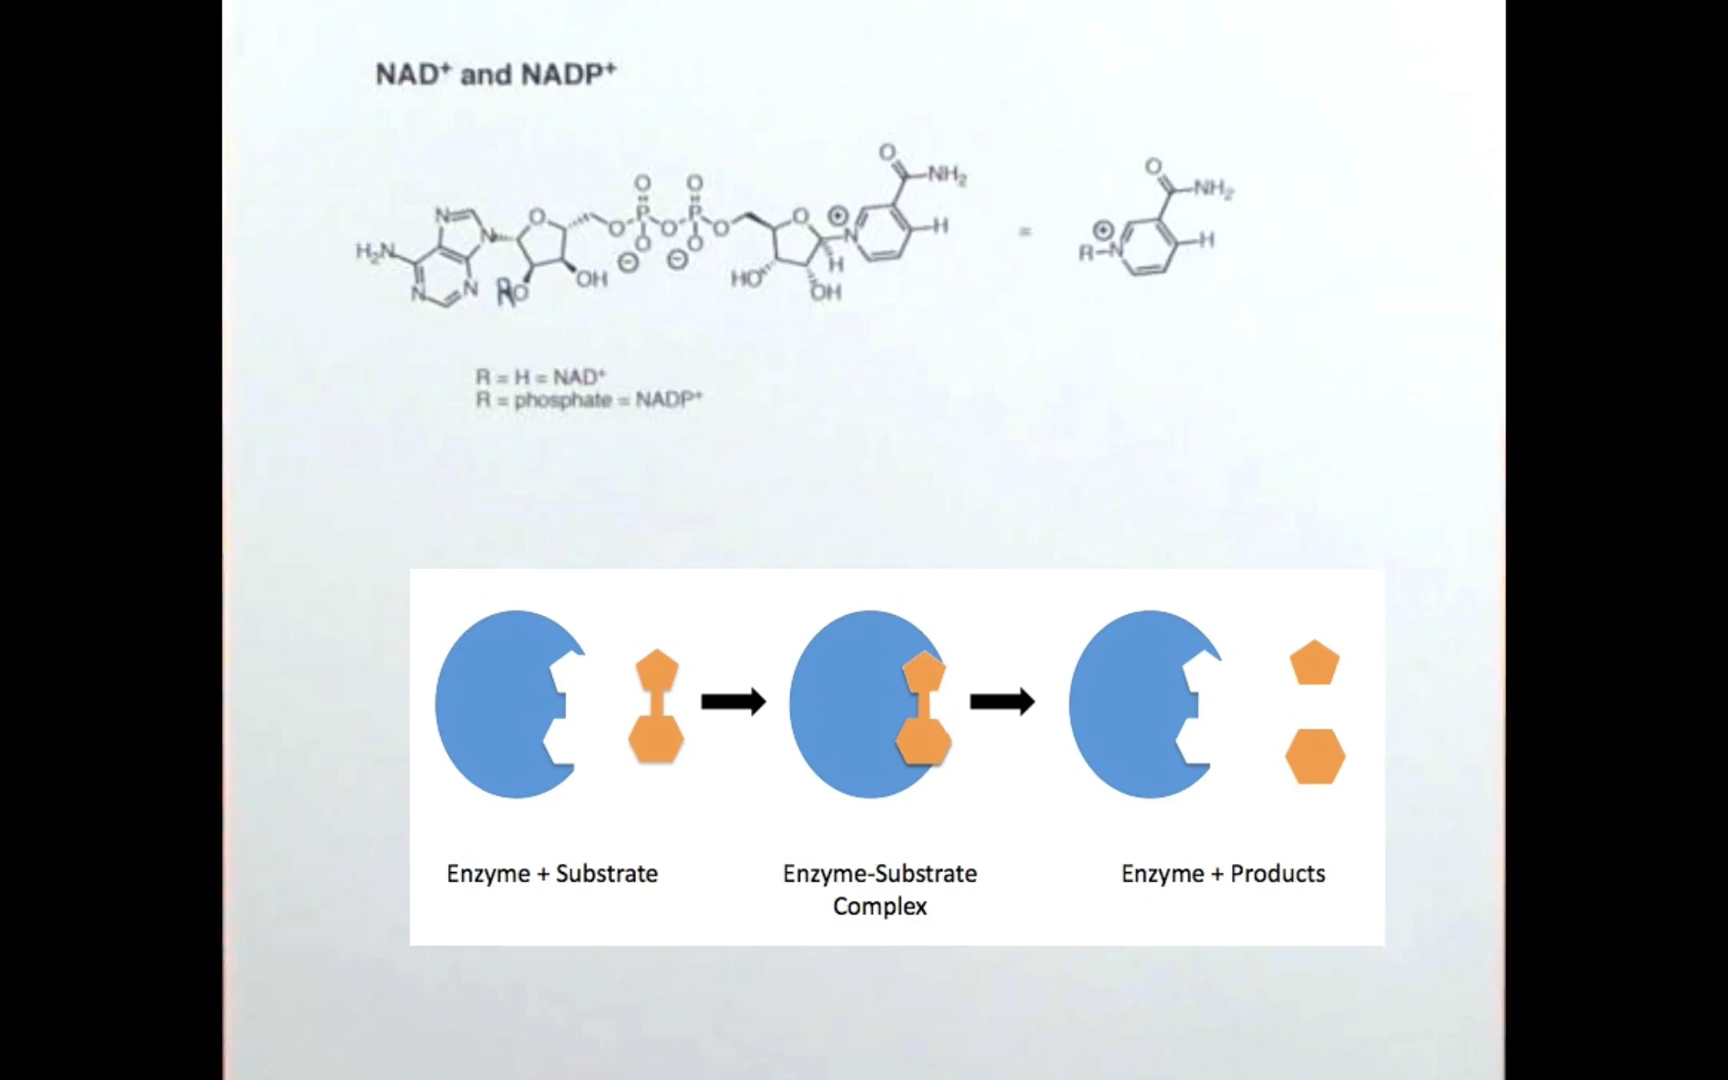 NAD⁺ and NADP⁺
O
NH₂
O O
N O O P O P O O ⊕ N H
H₂N N OH O ⊖ O ⊖ HO H
N N RO OH
O
NH₂
= R–N ⊕ H
R = H = NAD⁺
R = phosphate = NADP⁺
Enzyme + Substrate
Enzyme-Substrate
Complex
Enzyme + Products